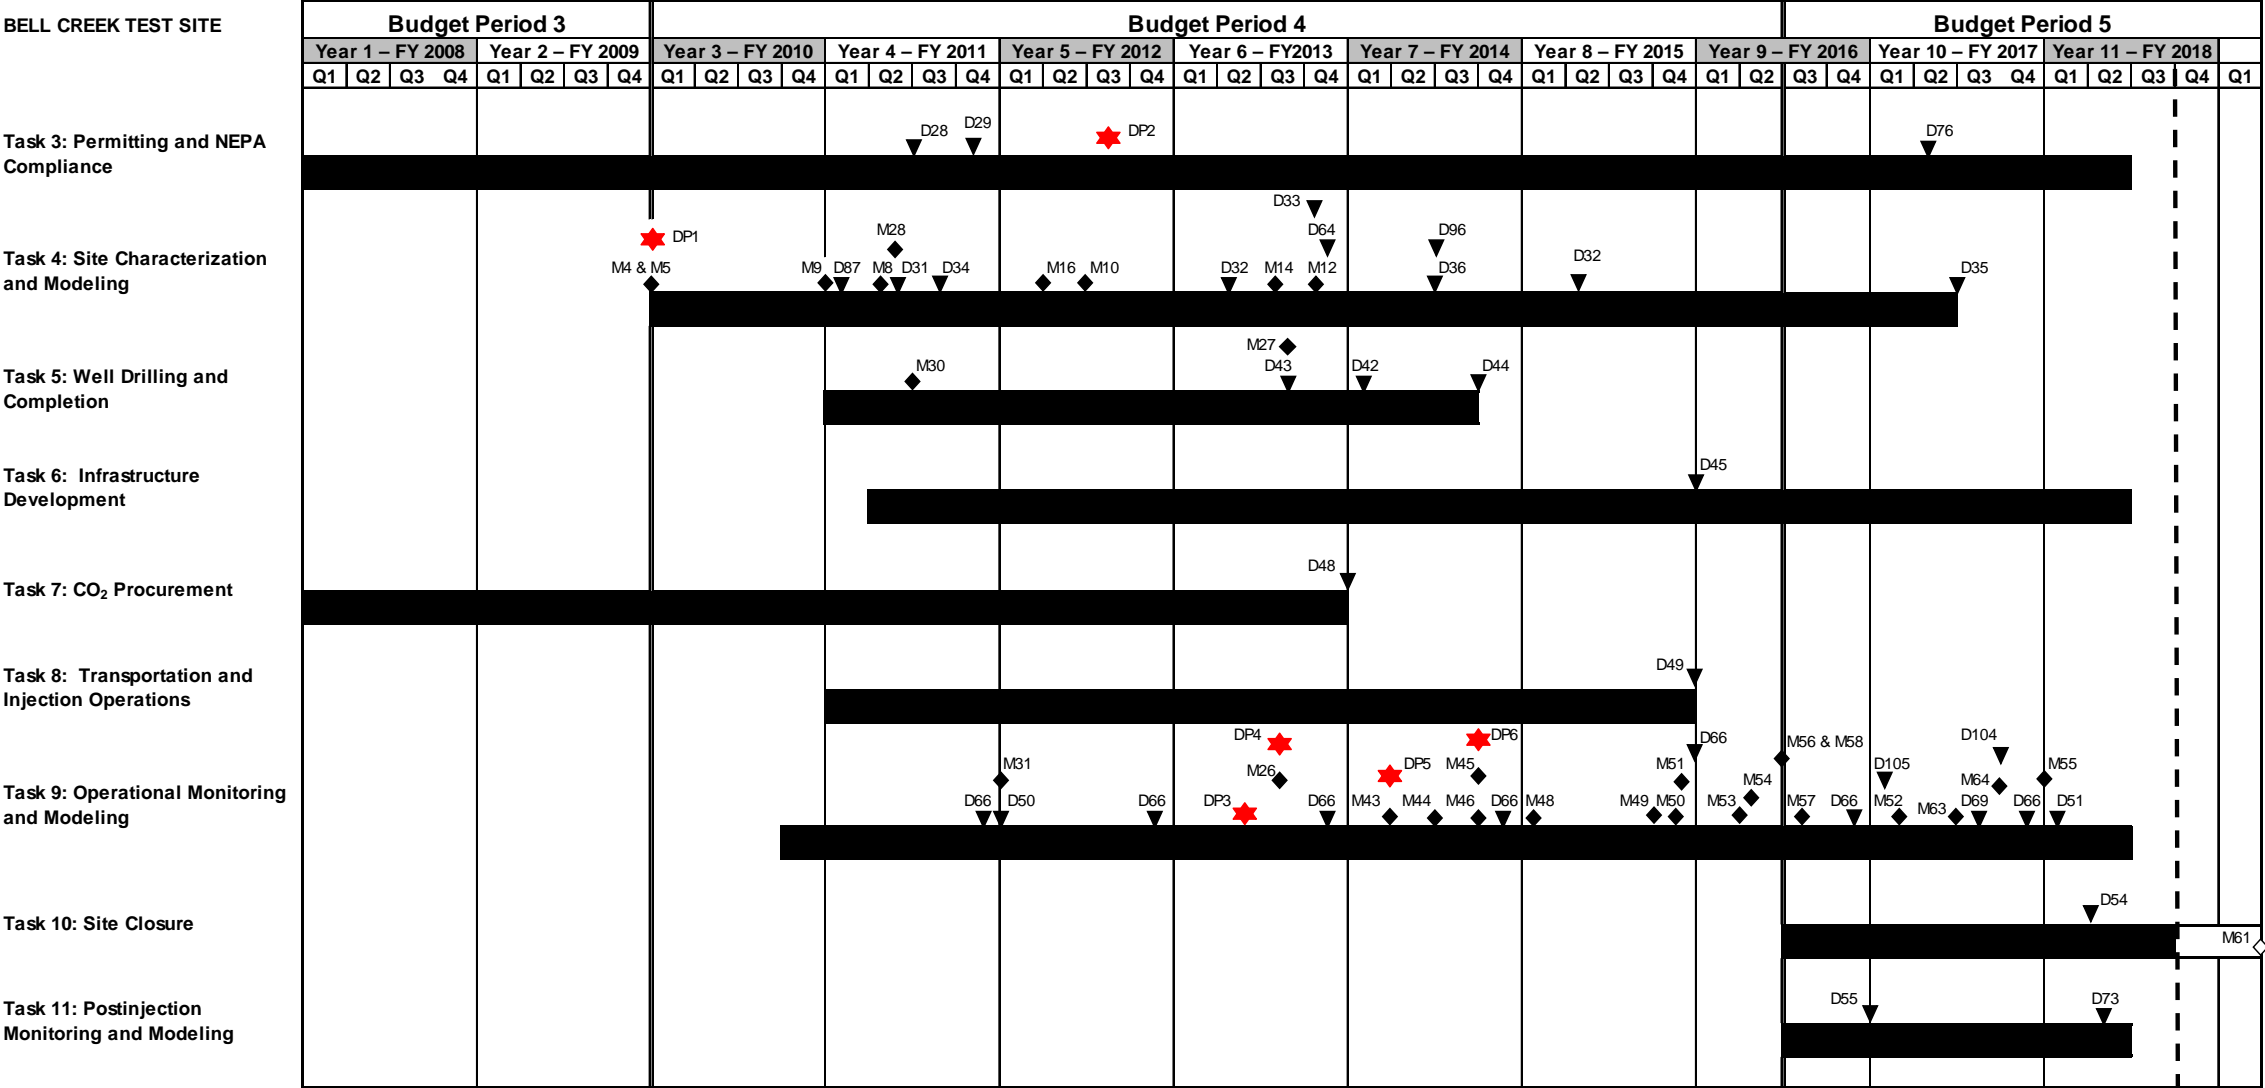 BELL CREEK TEST SITE
Budget Period 3 Budget Period 4 Budget Period 5
Year 1 – FY 2008 Year 2 – FY 2009 Year 3 – FY 2010 Year 4 – FY 2011 Year 5 – FY 2012 Year 6 – FY2013 Year 7 – FY 2014 Year 8 – FY 2015 Year 9 – FY 2016 Year 10 – FY 2017 Year 11 – FY 2018
Q1 Q2 Q3 Q4 Q1 Q2 Q3 Q4 Q1 Q2 Q3 Q4 Q1 Q2 Q3 Q4 Q1 Q2 Q3 Q4 Q1 Q2 Q3 Q4 Q1 Q2 Q3 Q4 Q1 Q2 Q3 Q4 Q1 Q2 Q3 Q4 Q1 Q2 Q3 Q4 Q1 Q2 Q3 Q4 Q1
D28 D29 DP2 D76
Task 3: Permitting and NEPA
Compliance
D33
M28 D64 D96
DP1
Task 4: Site Characterization
and Modeling
M4 & M5 M9 D87 M8 D31 D34 M16 M10 D32 M14 M12 D36 D32 D35
M27
Task 5: Well Drilling and
Completion
M30 D43 D42 D44
D45
Task 6: Infrastructure
Development
D48
Task 7: CO₂ Procurement
D49
Task 8: Transportation and
Injection Operations
DP4 DP6 D66 M56 & M58 D104
M31 M26 DP5 M45 M51 M54 D105 M64 M55
Task 9: Operational Monitoring
and Modeling
D66 D50 D66 DP3 D66 M43 M44 M46 D66 M48 M49 M50 M53 M57 D66 M52 M63 D69 D66 D51
D54
Task 10: Site Closure
M61
D55 D73
Task 11: Postinjection
Monitoring and Modeling